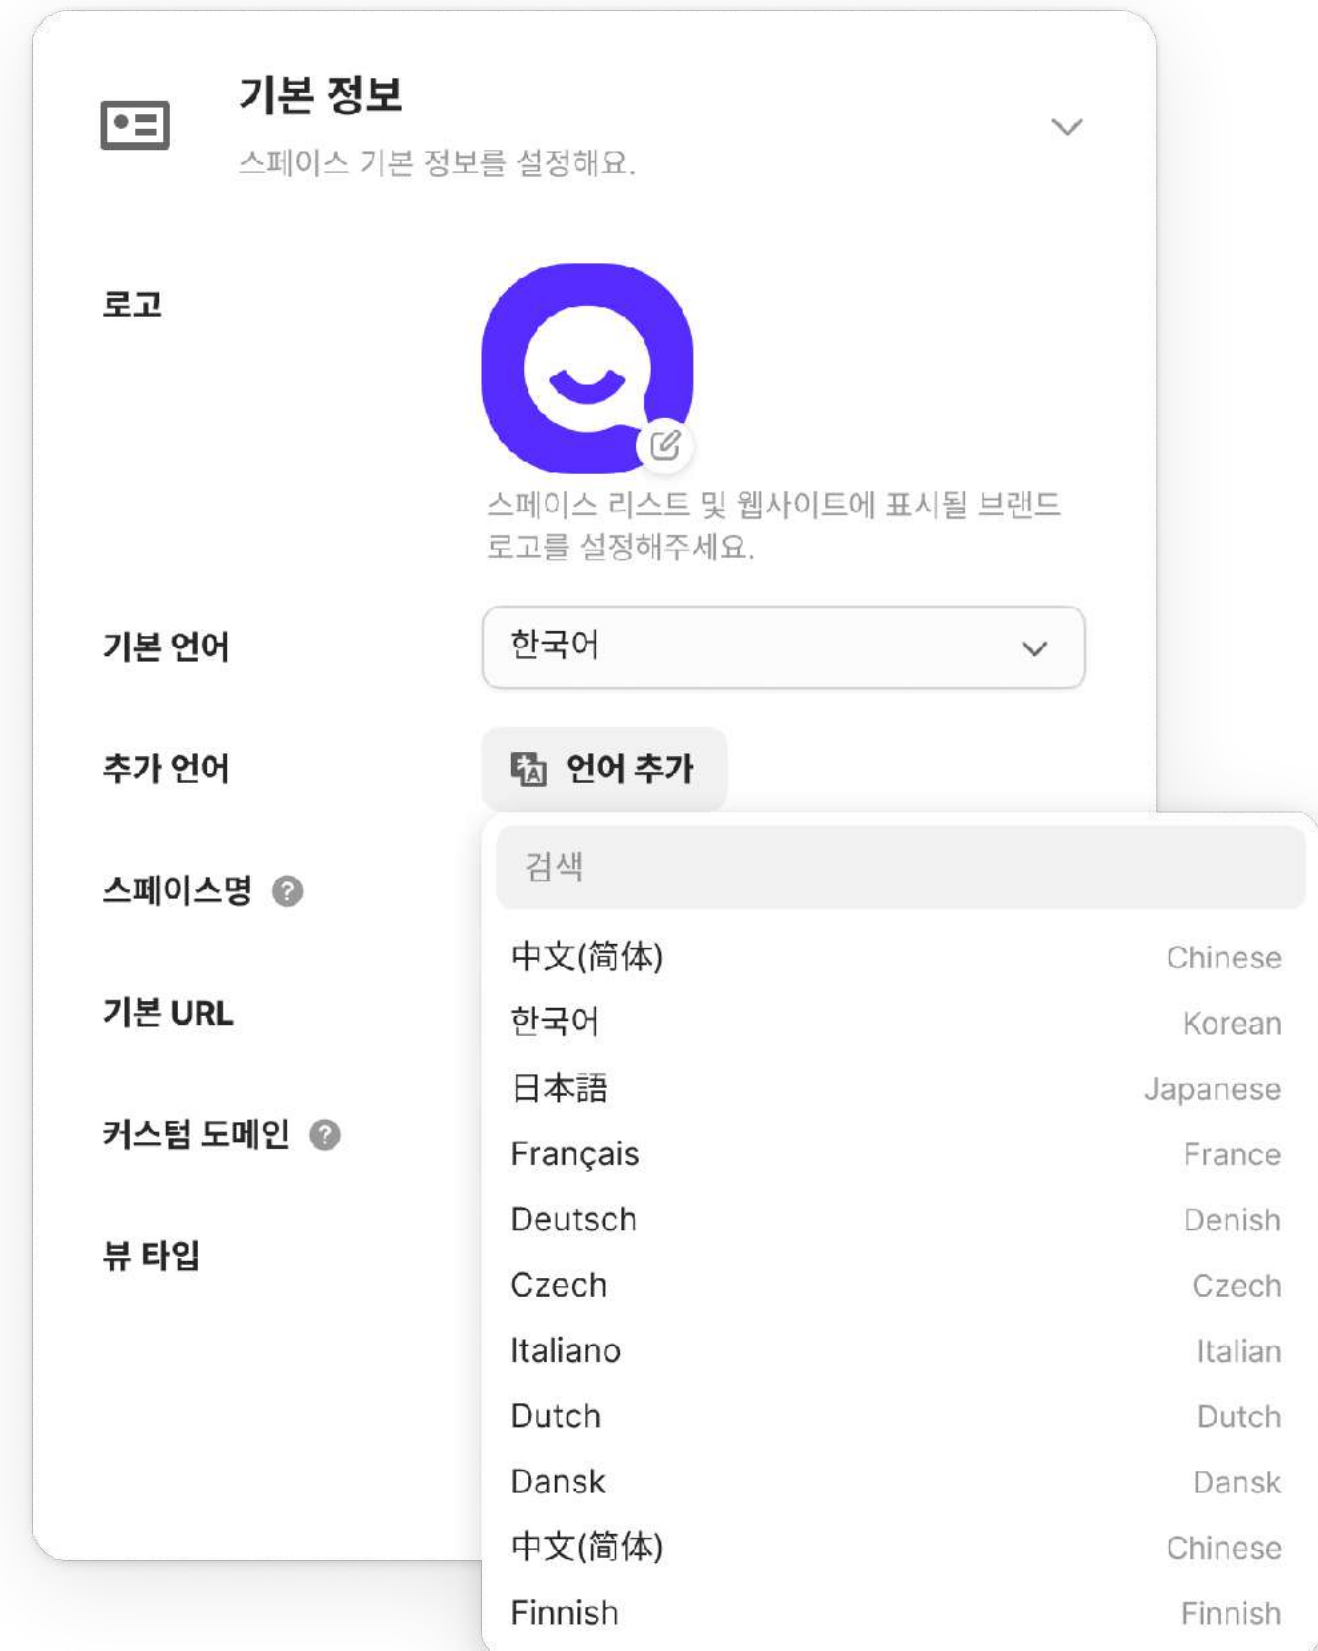 기본 정보
스페이스 기본 정보를 설정해요.
로고
스페이스 리스트 및 웹사이트에 표시될 브랜드
로고를 설정해주세요.
기본 언어
한국어
추가 언어
언어 추가
스페이스명 ?
기본 URL
커스텀 도메인 ?
뷰 타입
검색
中文(简体) Chinese
한국어 Korean
日本語 Japanese
Français France
Deutsch Denish
Czech Czech
Italiano Italian
Dutch Dutch
Dansk Dansk
中文(简体) Chinese
Finnish Finnish